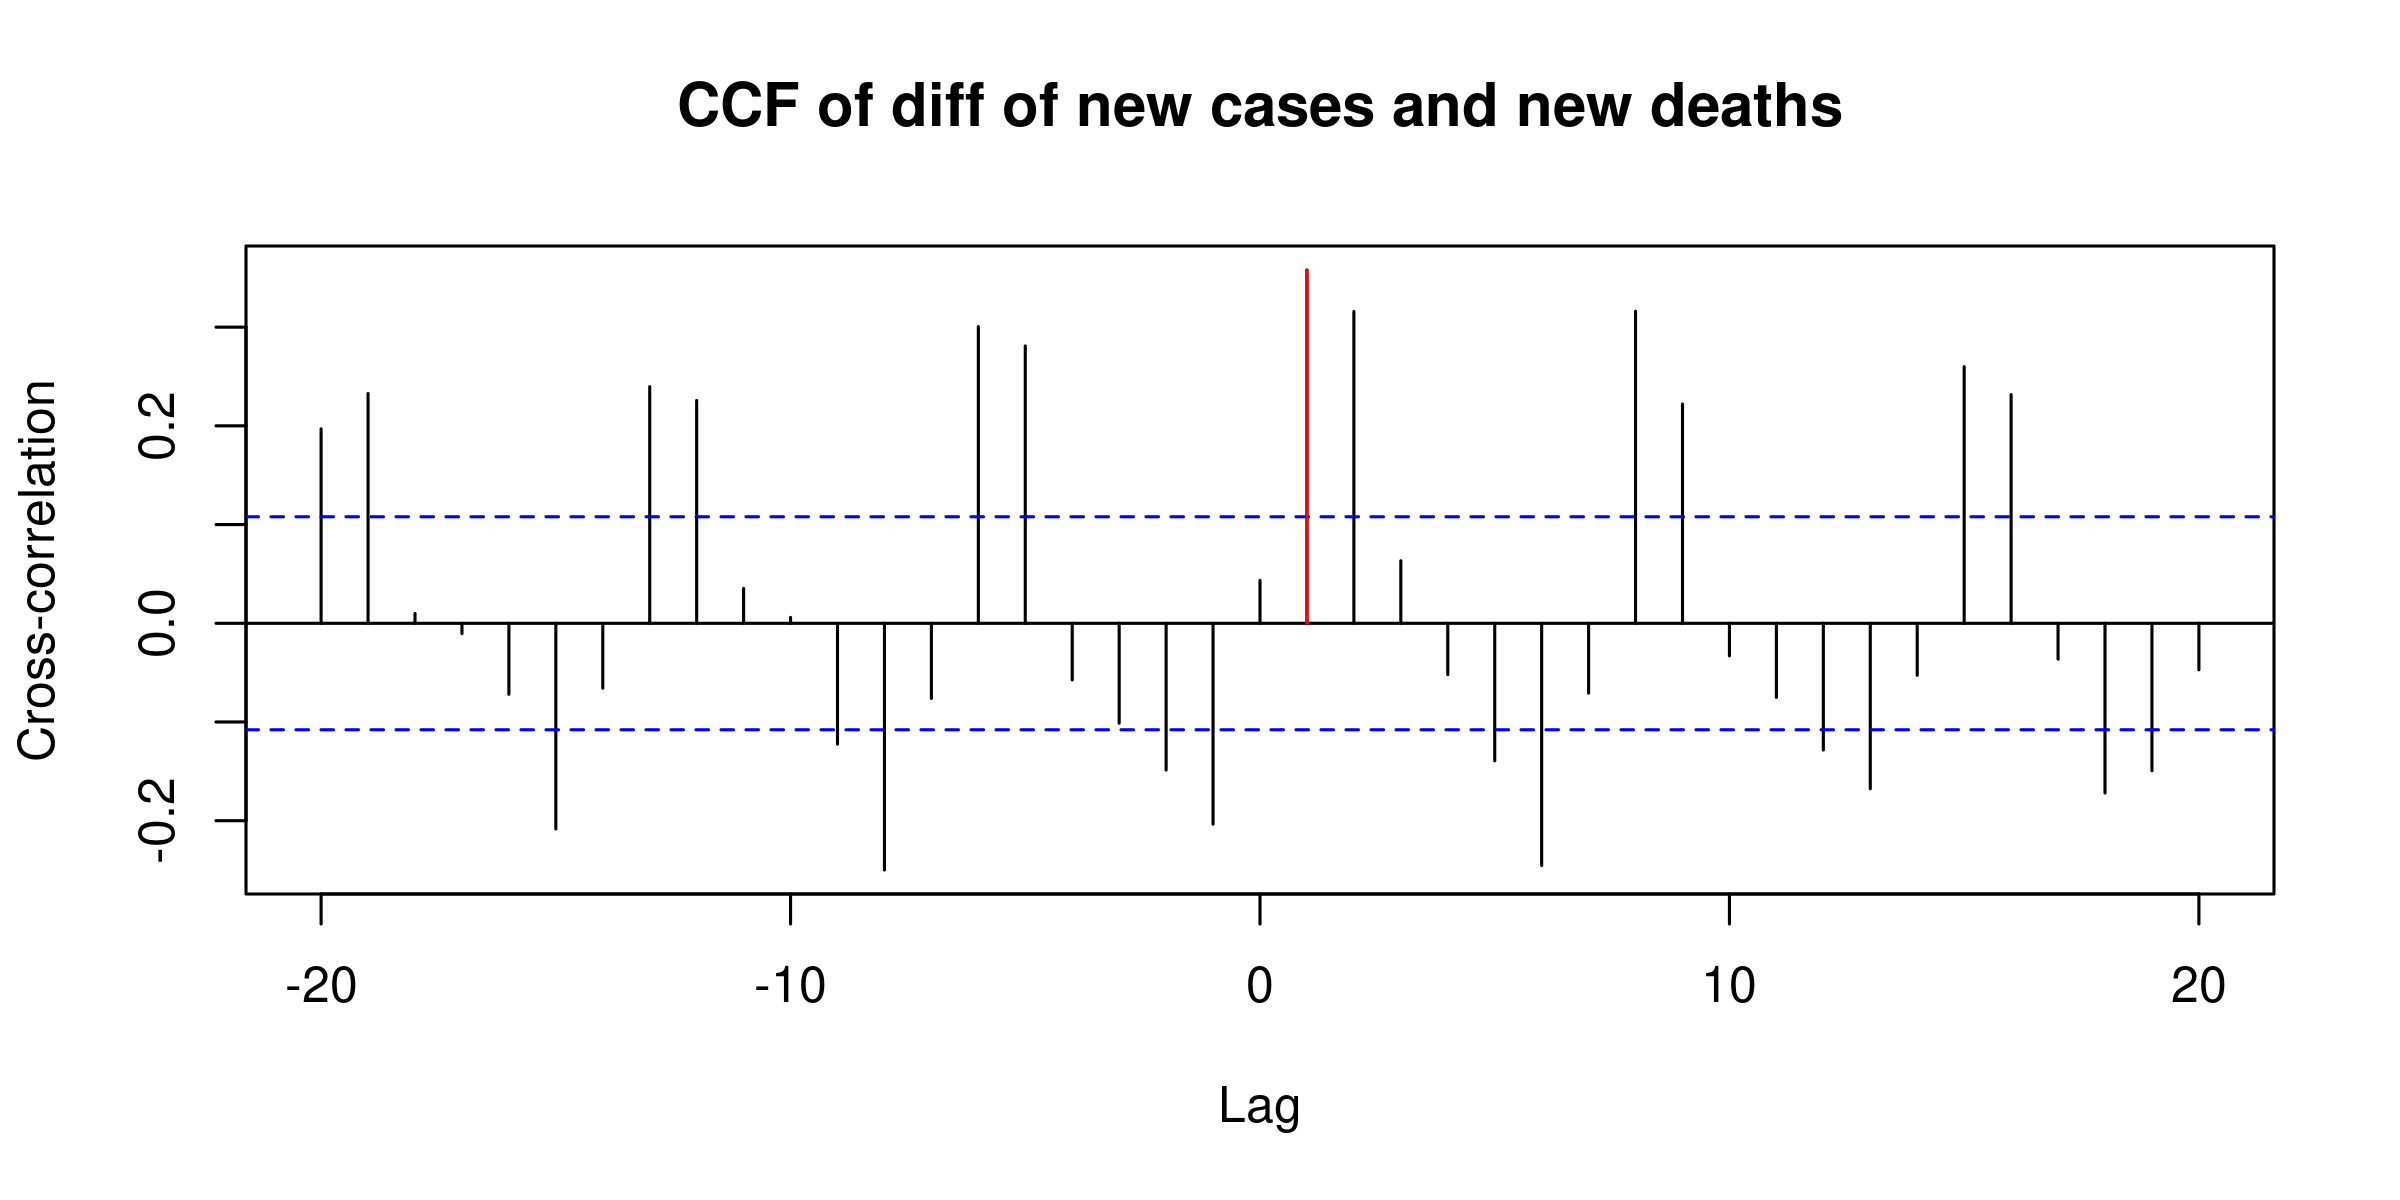 CCF of diff of new cases and new deaths
Cross-correlation
0.2
0.0
-0.2
-20 -10 0 10 20
Lag